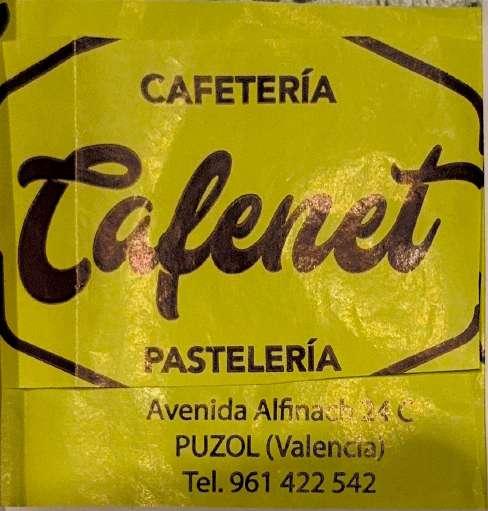 CAFETERÍA
Cafenet
PASTELERÍA
Avenida Alfinach 24 C
PUZOL (Valencia)
Tel. 961 422 542